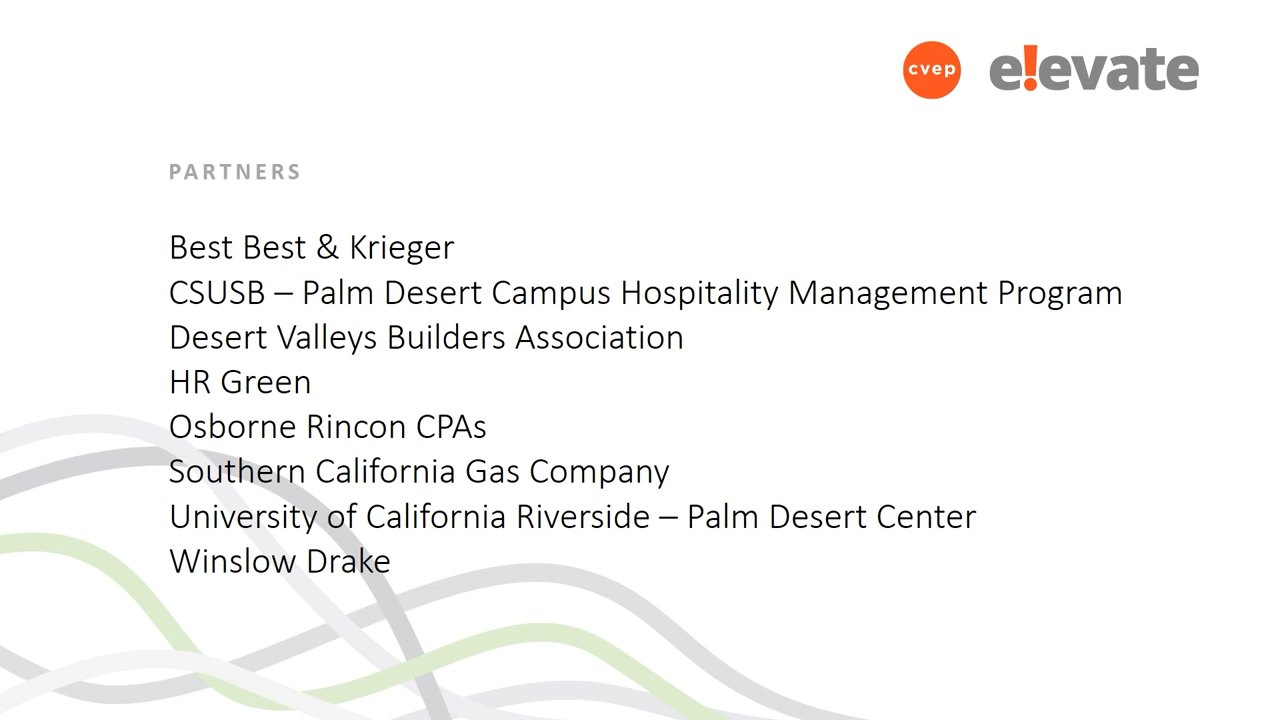 cvep e!evate
PARTNERS
Best Best & Krieger
CSUSB – Palm Desert Campus Hospitality Management Program
Desert Valleys Builders Association
HR Green
Osborne Rincon CPAs
Southern California Gas Company
University of California Riverside – Palm Desert Center
Winslow Drake